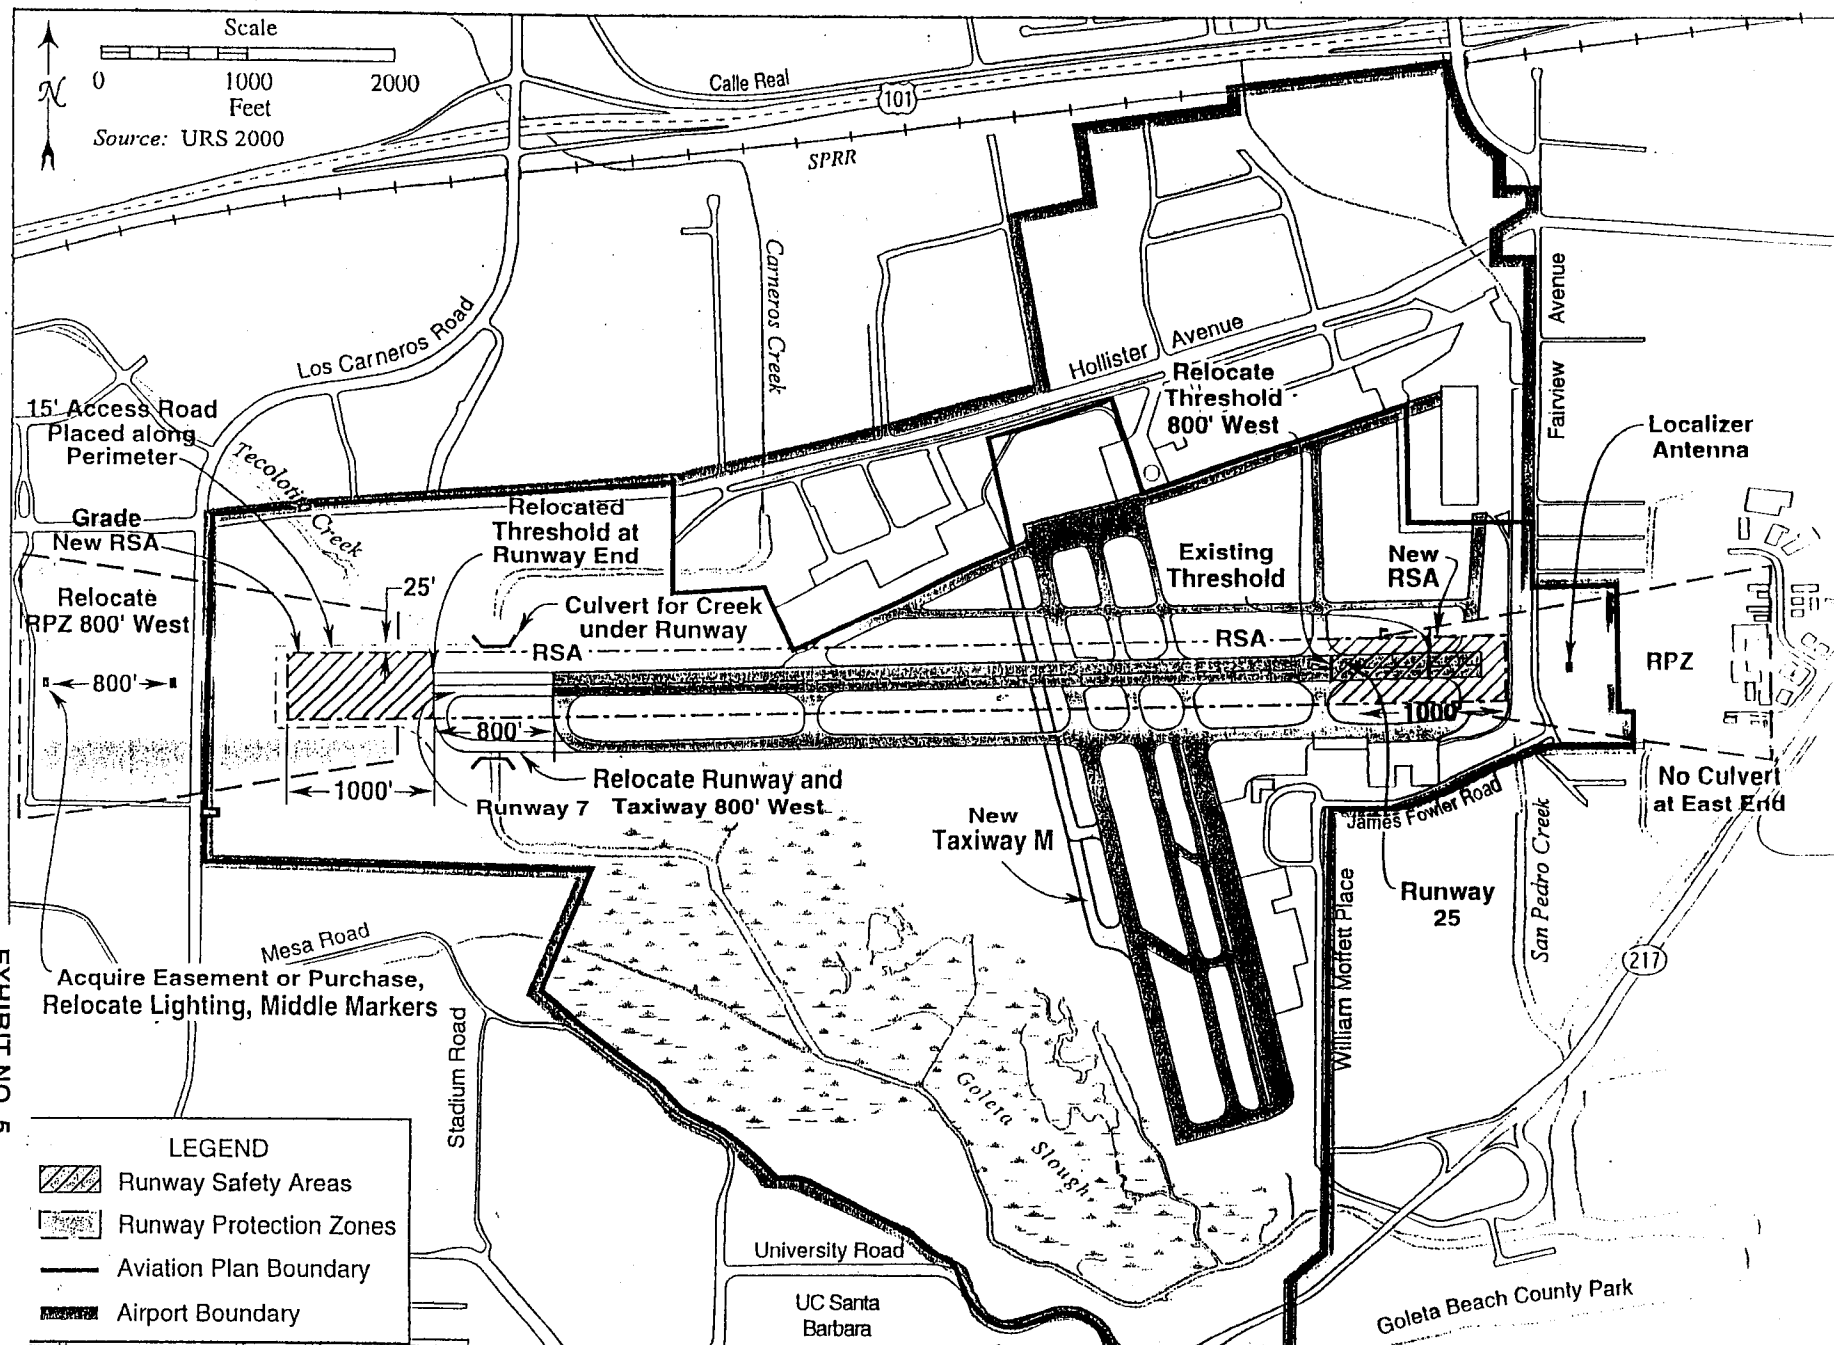 Scale
0 1000 2000
Feet
Source: URS 2000
N
Calle Real
101
SPRR
Carneros Creek
Los Carneros Road
Hollister Avenue
Fairview Avenue
Relocate
Threshold
800' West
Localizer
Antenna
15' Access Road
Placed along
Perimeter
Tecolotito Creek
Grade
New RSA
Relocated
Threshold at
Runway End
25'
Culvert for Creek
under Runway
Existing
Threshold
New
RSA
Relocate
RPZ 800' West
RSA
RSA
RPZ
800'
800'
1000'
1000'
Relocate Runway and
Taxiway 800' West
Runway 7
New
Taxiway M
No Culvert
at East End
James Fowler Road
Runway
25
San Pedro Creek
William Moffett Place
217
Mesa Road
Acquire Easement or Purchase,
Relocate Lighting, Middle Markers
Stadium Road
Goleta Slough
University Road
UC Santa
Barbara
Goleta Beach County Park
EXHIBIT NO. 5
LEGEND
Runway Safety Areas
Runway Protection Zones
Aviation Plan Boundary
Airport Boundary